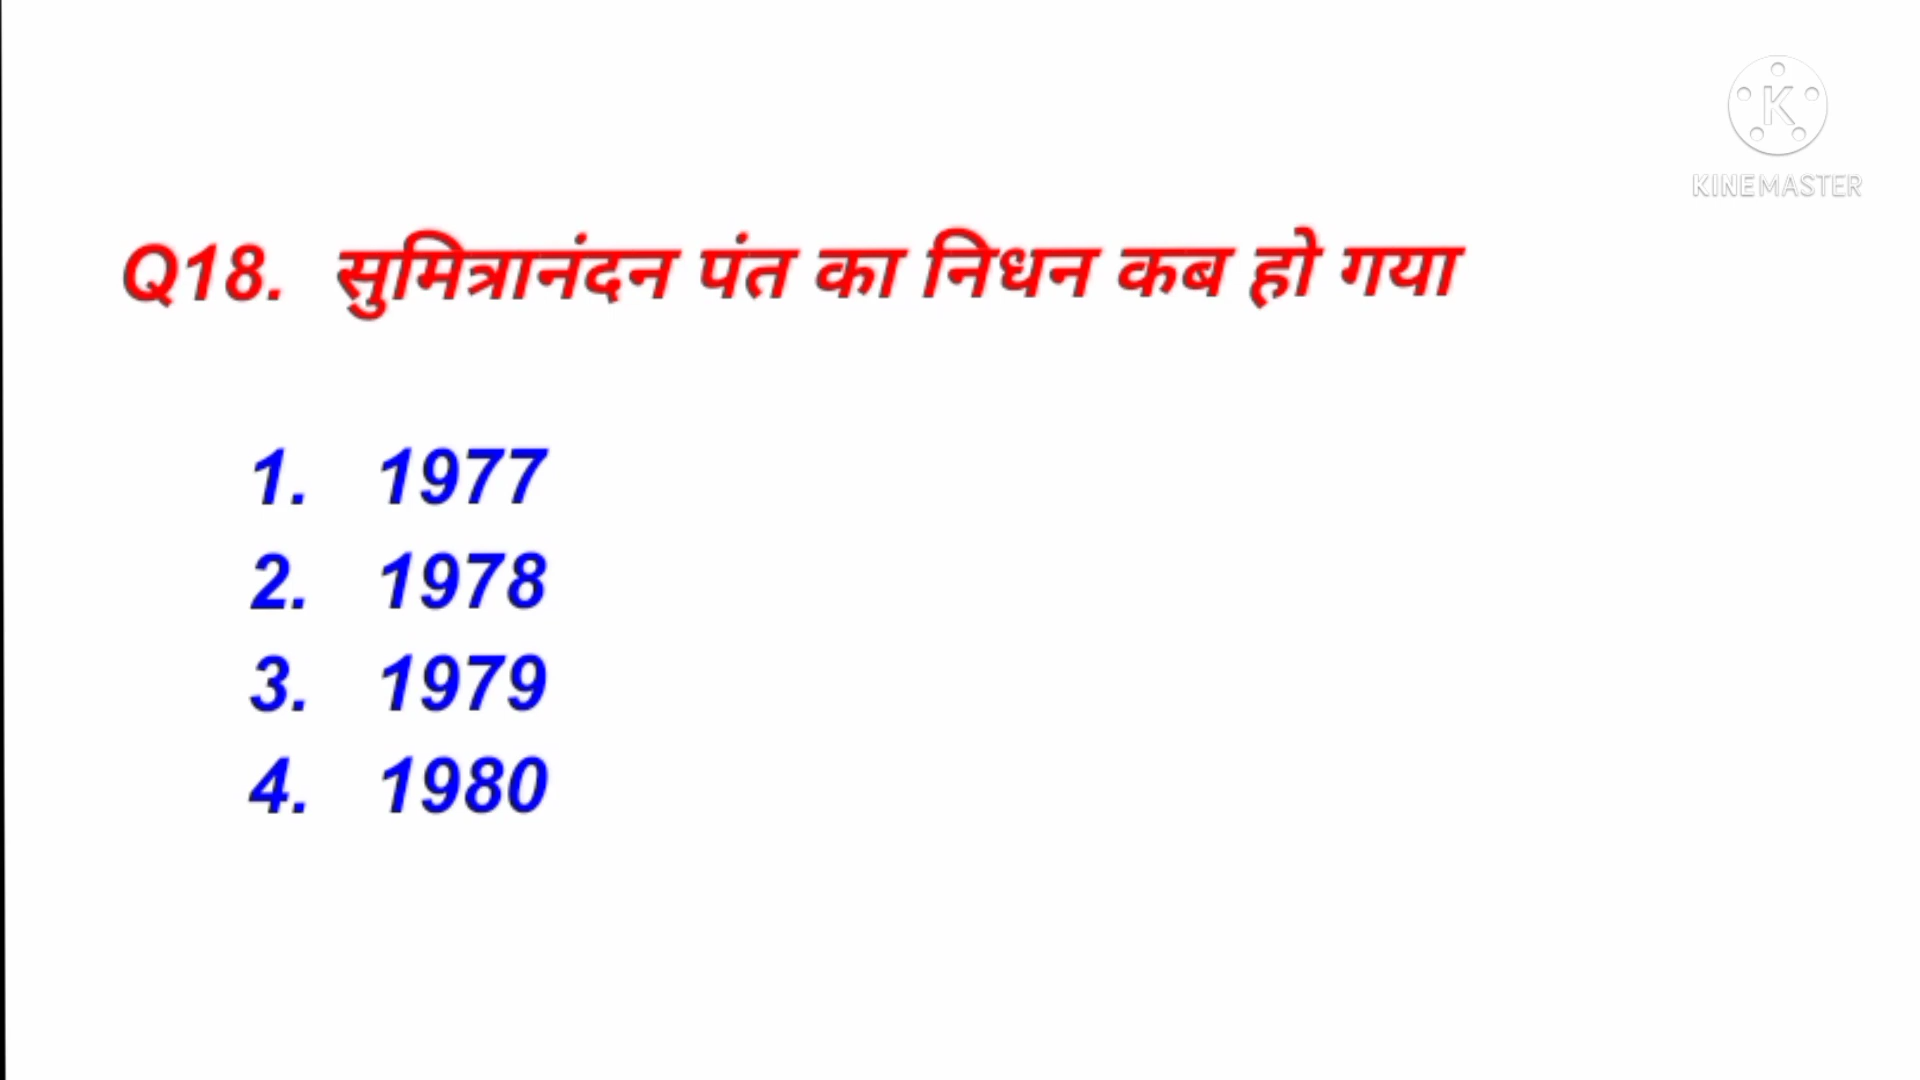 K
KINEMASTER
Q18. सुमित्रानंदन पंत का निधन कब हो गया
1. 1977
2. 1978
3. 1979
4. 1980